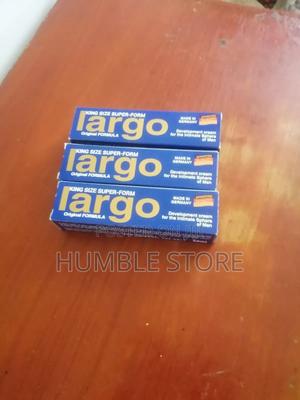 KING SIZE SUPER-FORM
largo
Original FORMULA
MADE IN
GERMANY
Development cream
for the Intimate Sphere
of Men
KING SIZE SUPER-FORM
largo
Original FORMULA
MADE IN
GERMANY
Development cream
for the Intimate Sphere
of Men
KING SIZE SUPER-FORM
largo
Original FORMULA
MADE IN
GERMANY
Development cream
for the Intimate Sphere
of Men
HUMBLE STORE